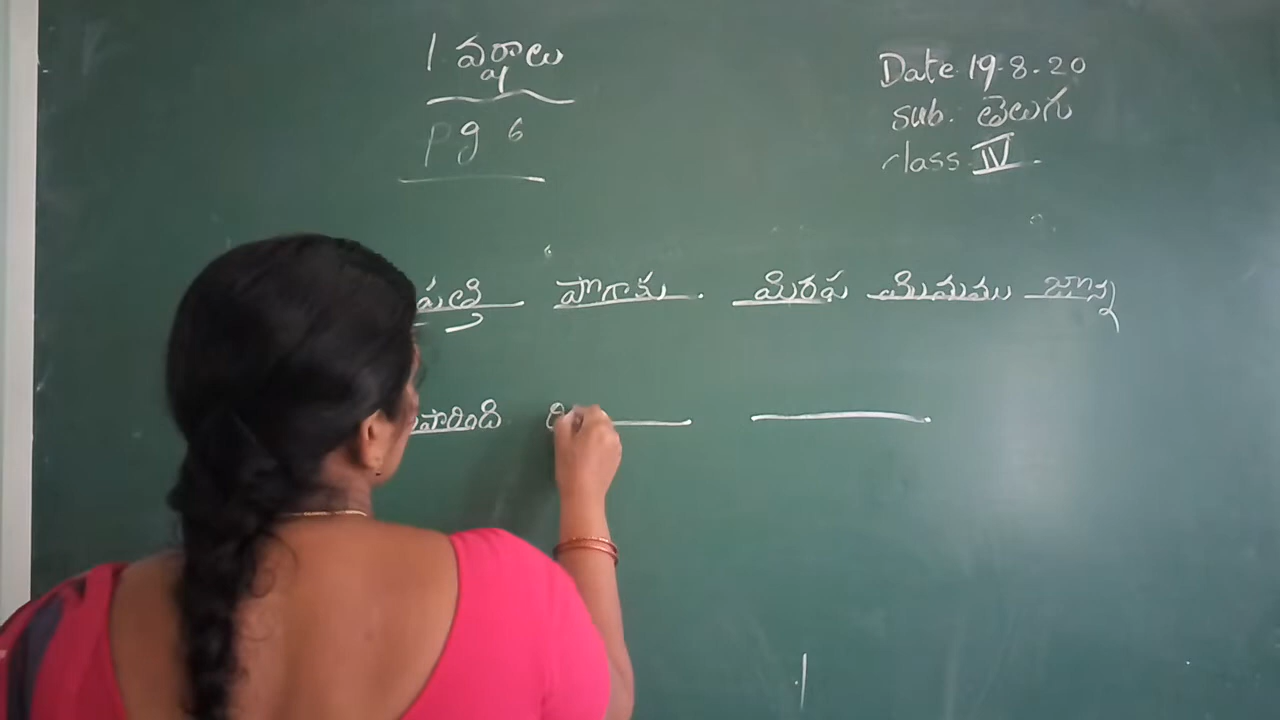 1 వర్షాలు
pg 6
Date 19-8-20
sub. తెలుగు
class IV
పత్తి పొగాకు మిరప మినుము జొన్న